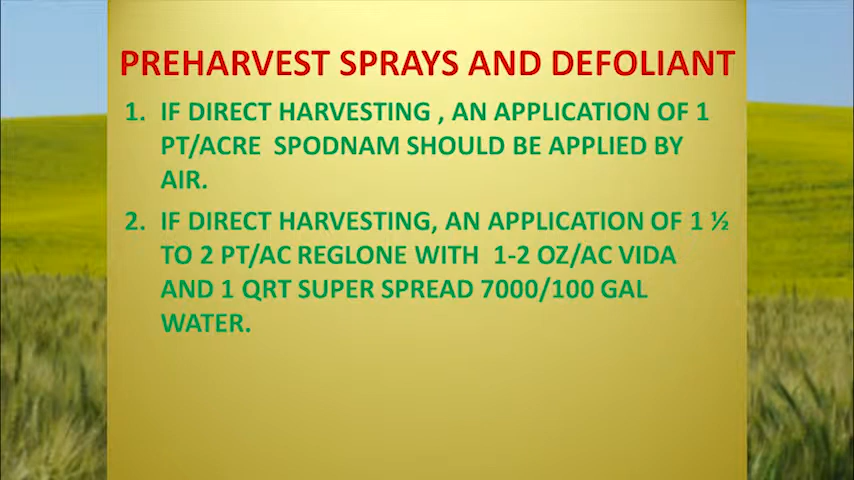 PREHARVEST SPRAYS AND DEFOLIANT
1. IF DIRECT HARVESTING , AN APPLICATION OF 1
PT/ACRE SPODNAM SHOULD BE APPLIED BY
AIR.
2. IF DIRECT HARVESTING, AN APPLICATION OF 1 ½
TO 2 PT/AC REGLONE WITH 1-2 OZ/AC VIDA
AND 1 QRT SUPER SPREAD 7000/100 GAL
WATER.